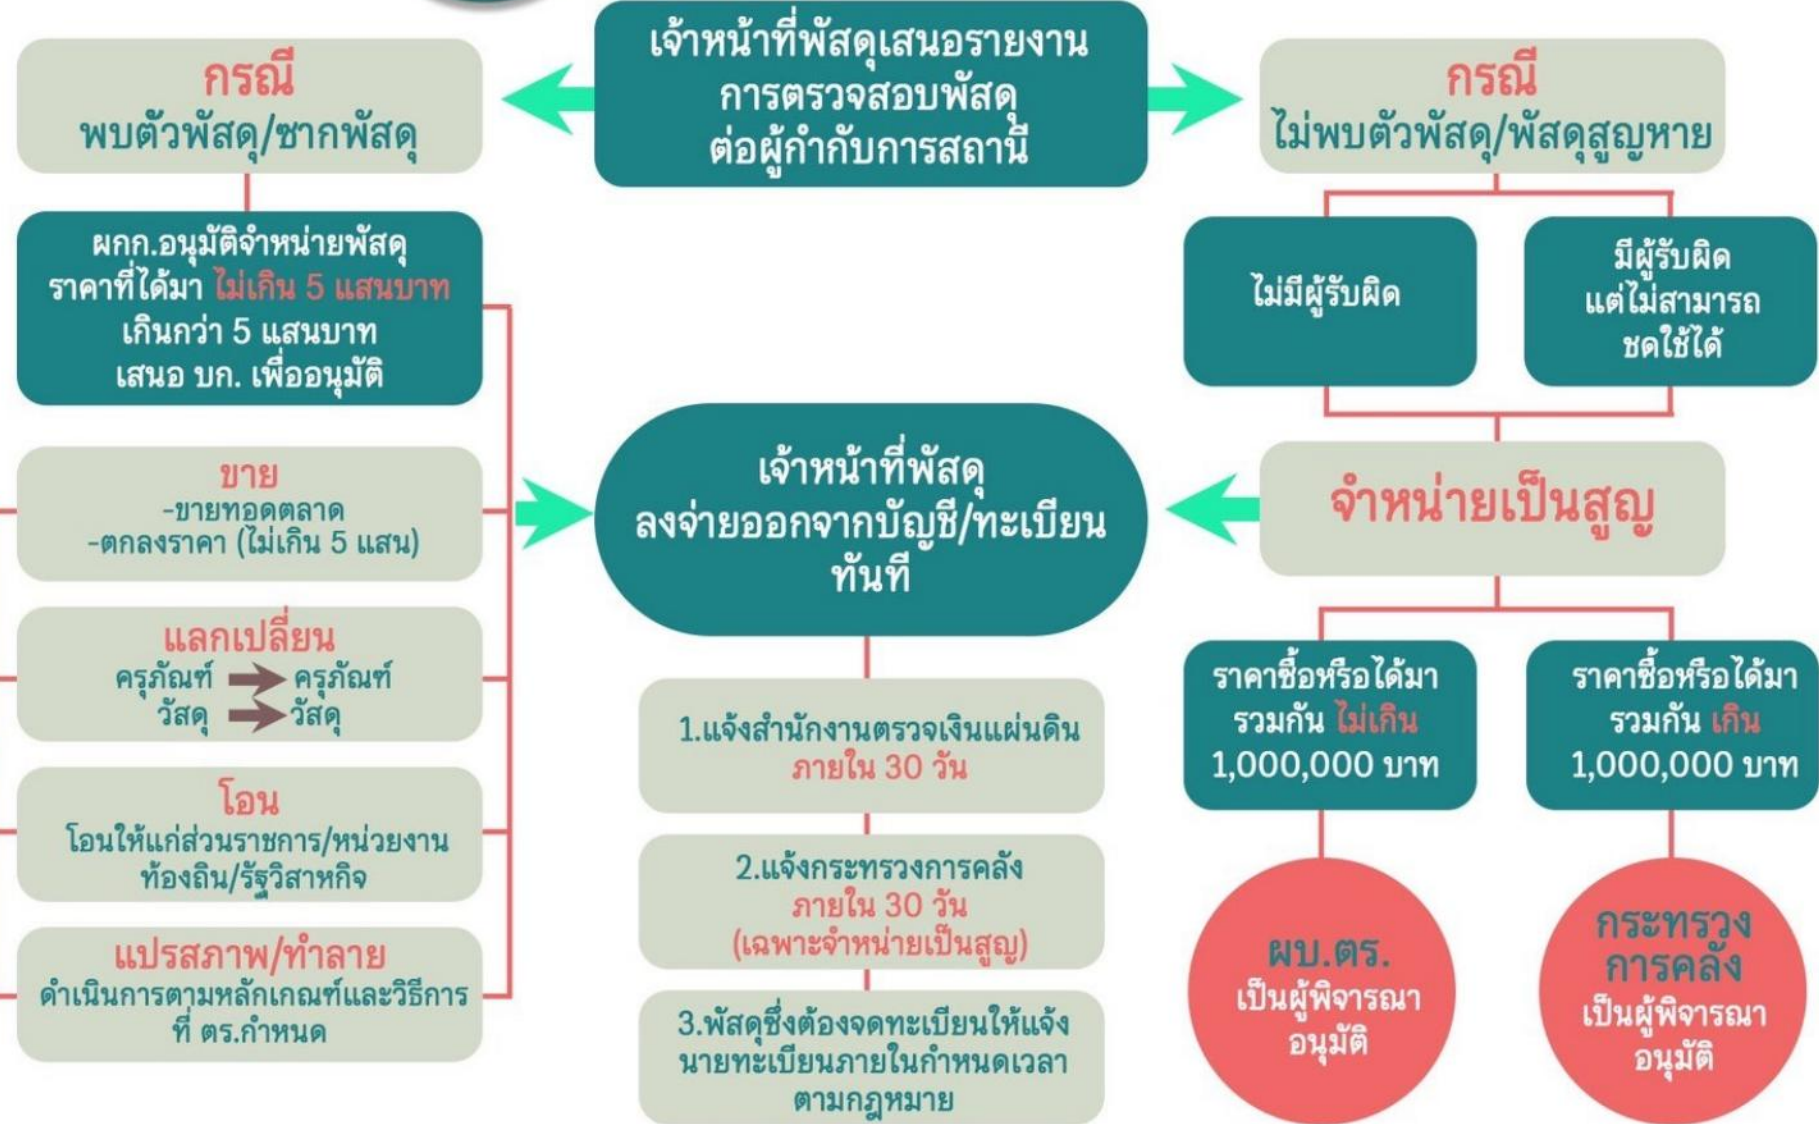 เจ้าหน้าที่พัสดุเสนอรายงาน
การตรวจสอบพัสดุ
ต่อผู้กำกับการสถานี
กรณี
พบตัวพัสดุ/ซากพัสดุ
ผกก.อนุมัติจำหน่ายพัสดุ
ราคาที่ได้มา ไม่เกิน 5 แสนบาท
เกินกว่า 5 แสนบาท
เสนอ บก. เพื่ออนุมัติ
ขาย
-ขายทอดตลาด
-ตกลงราคา (ไม่เกิน 5 แสน)
แลกเปลี่ยน
ครุภัณฑ์ ครุภัณฑ์
วัสดุ วัสดุ
โอน
โอนให้แก่ส่วนราชการ/หน่วยงาน
ท้องถิน/รัฐวิสาหกิจ
แปรสภาพ/ทำลาย
ดำเนินการตามหลักเกณฑ์และวิธีการ
ที่ ตร.กำหนด
เจ้าหน้าที่พัสดุ
ลงจ่ายออกจากบัญชี/ทะเบียน
ทันที
1.แจ้งสำนักงานตรวจเงินแผ่นดิน
ภายใน 30 วัน
2.แจ้งกระทรวงการคลัง
ภายใน 30 วัน
(เฉพาะจำหน่ายเป็นสูญ)
3.พัสดุซึ่งต้องจดทะเบียนให้แจ้ง
นายทะเบียนภายในกำหนดเวลา
ตามกฎหมาย
กรณี
ไม่พบตัวพัสดุ/พัสดุสูญหาย
ไม่มีผู้รับผิด
มีผู้รับผิด
แต่ไม่สามารถ
ชดใช้ได้
จำหน่ายเป็นสูญ
ราคาซื้อหรือได้มา
รวมกัน ไม่เกิน
1,000,000 บาท
ผบ.ตร.
เป็นผู้พิจารณา
อนุมัติ
ราคาซื้อหรือได้มา
รวมกัน เกิน
1,000,000 บาท
กระทรวง
การคลัง
เป็นผู้พิจารณา
อนุมัติ